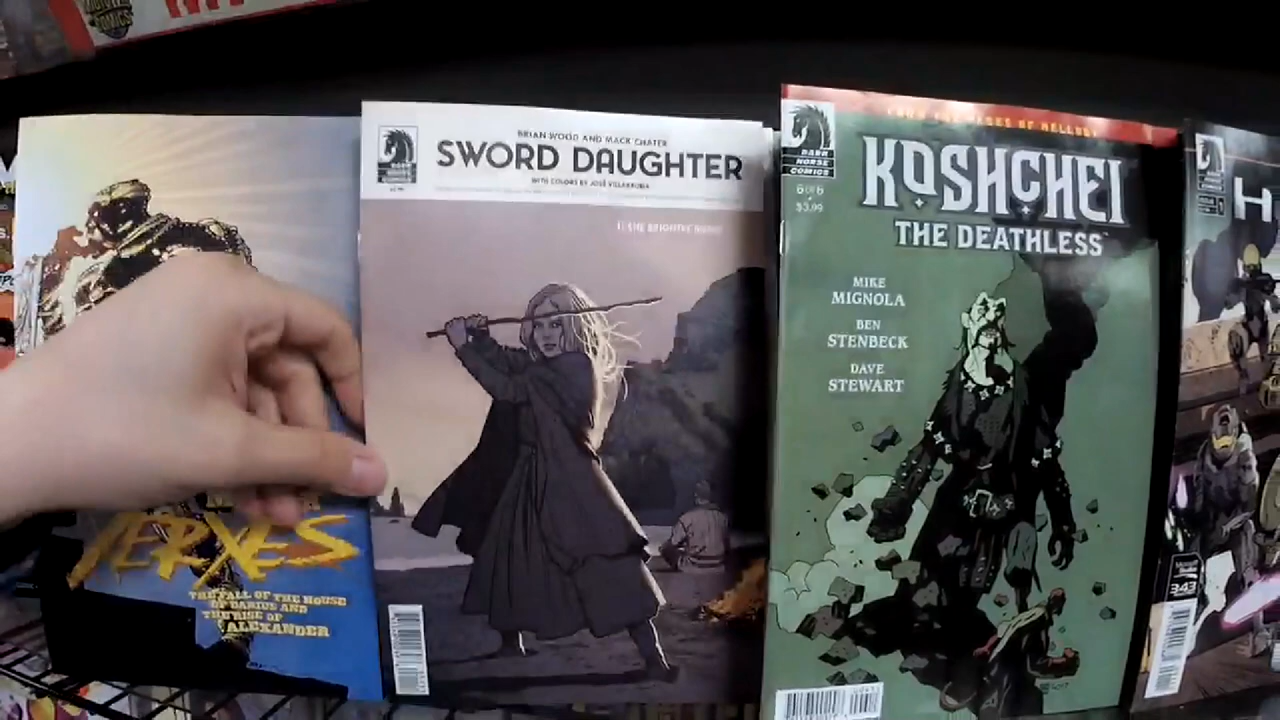 COMICS
XERXES
THE FALL OF THE HOUSE
OF DARIUS AND
THE RISE OF
ALEXANDER
BRIAN WOOD AND MACK CHATER
SWORD DAUGHTER
WITH COLORS BY JOSÉ VILLARRUBIA
DARK
HORSE
COMICS
KOSHCHEI
THE DEATHLESS
6 OF 6
$3.99
MIKE
MIGNOLA
BEN
STENBECK
DAVE
STEWART
H
343